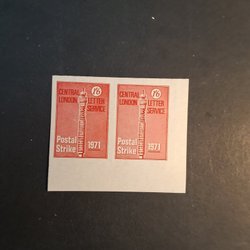 CENTRAL 1/6
LONDON LETTER
SERVICE
Postal
Strike 1971
CENTRAL 1/6
LONDON LETTER
SERVICE
Postal
Strike 1971